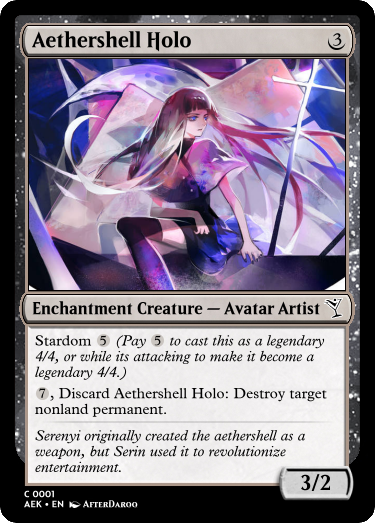 Aethershell Holo 3
Enchantment Creature — Avatar Artist
Stardom 5 (Pay 5 to cast this as a legendary
4/4, or while its attacking to make it become a
legendary 4/4.)
7, Discard Aethershell Holo: Destroy target
nonland permanent.
Serenyi originally created the aethershell as a
weapon, but Serin used it to revolutionize
entertainment.
3/2
C 0001
AEK • EN AFTERDAROO